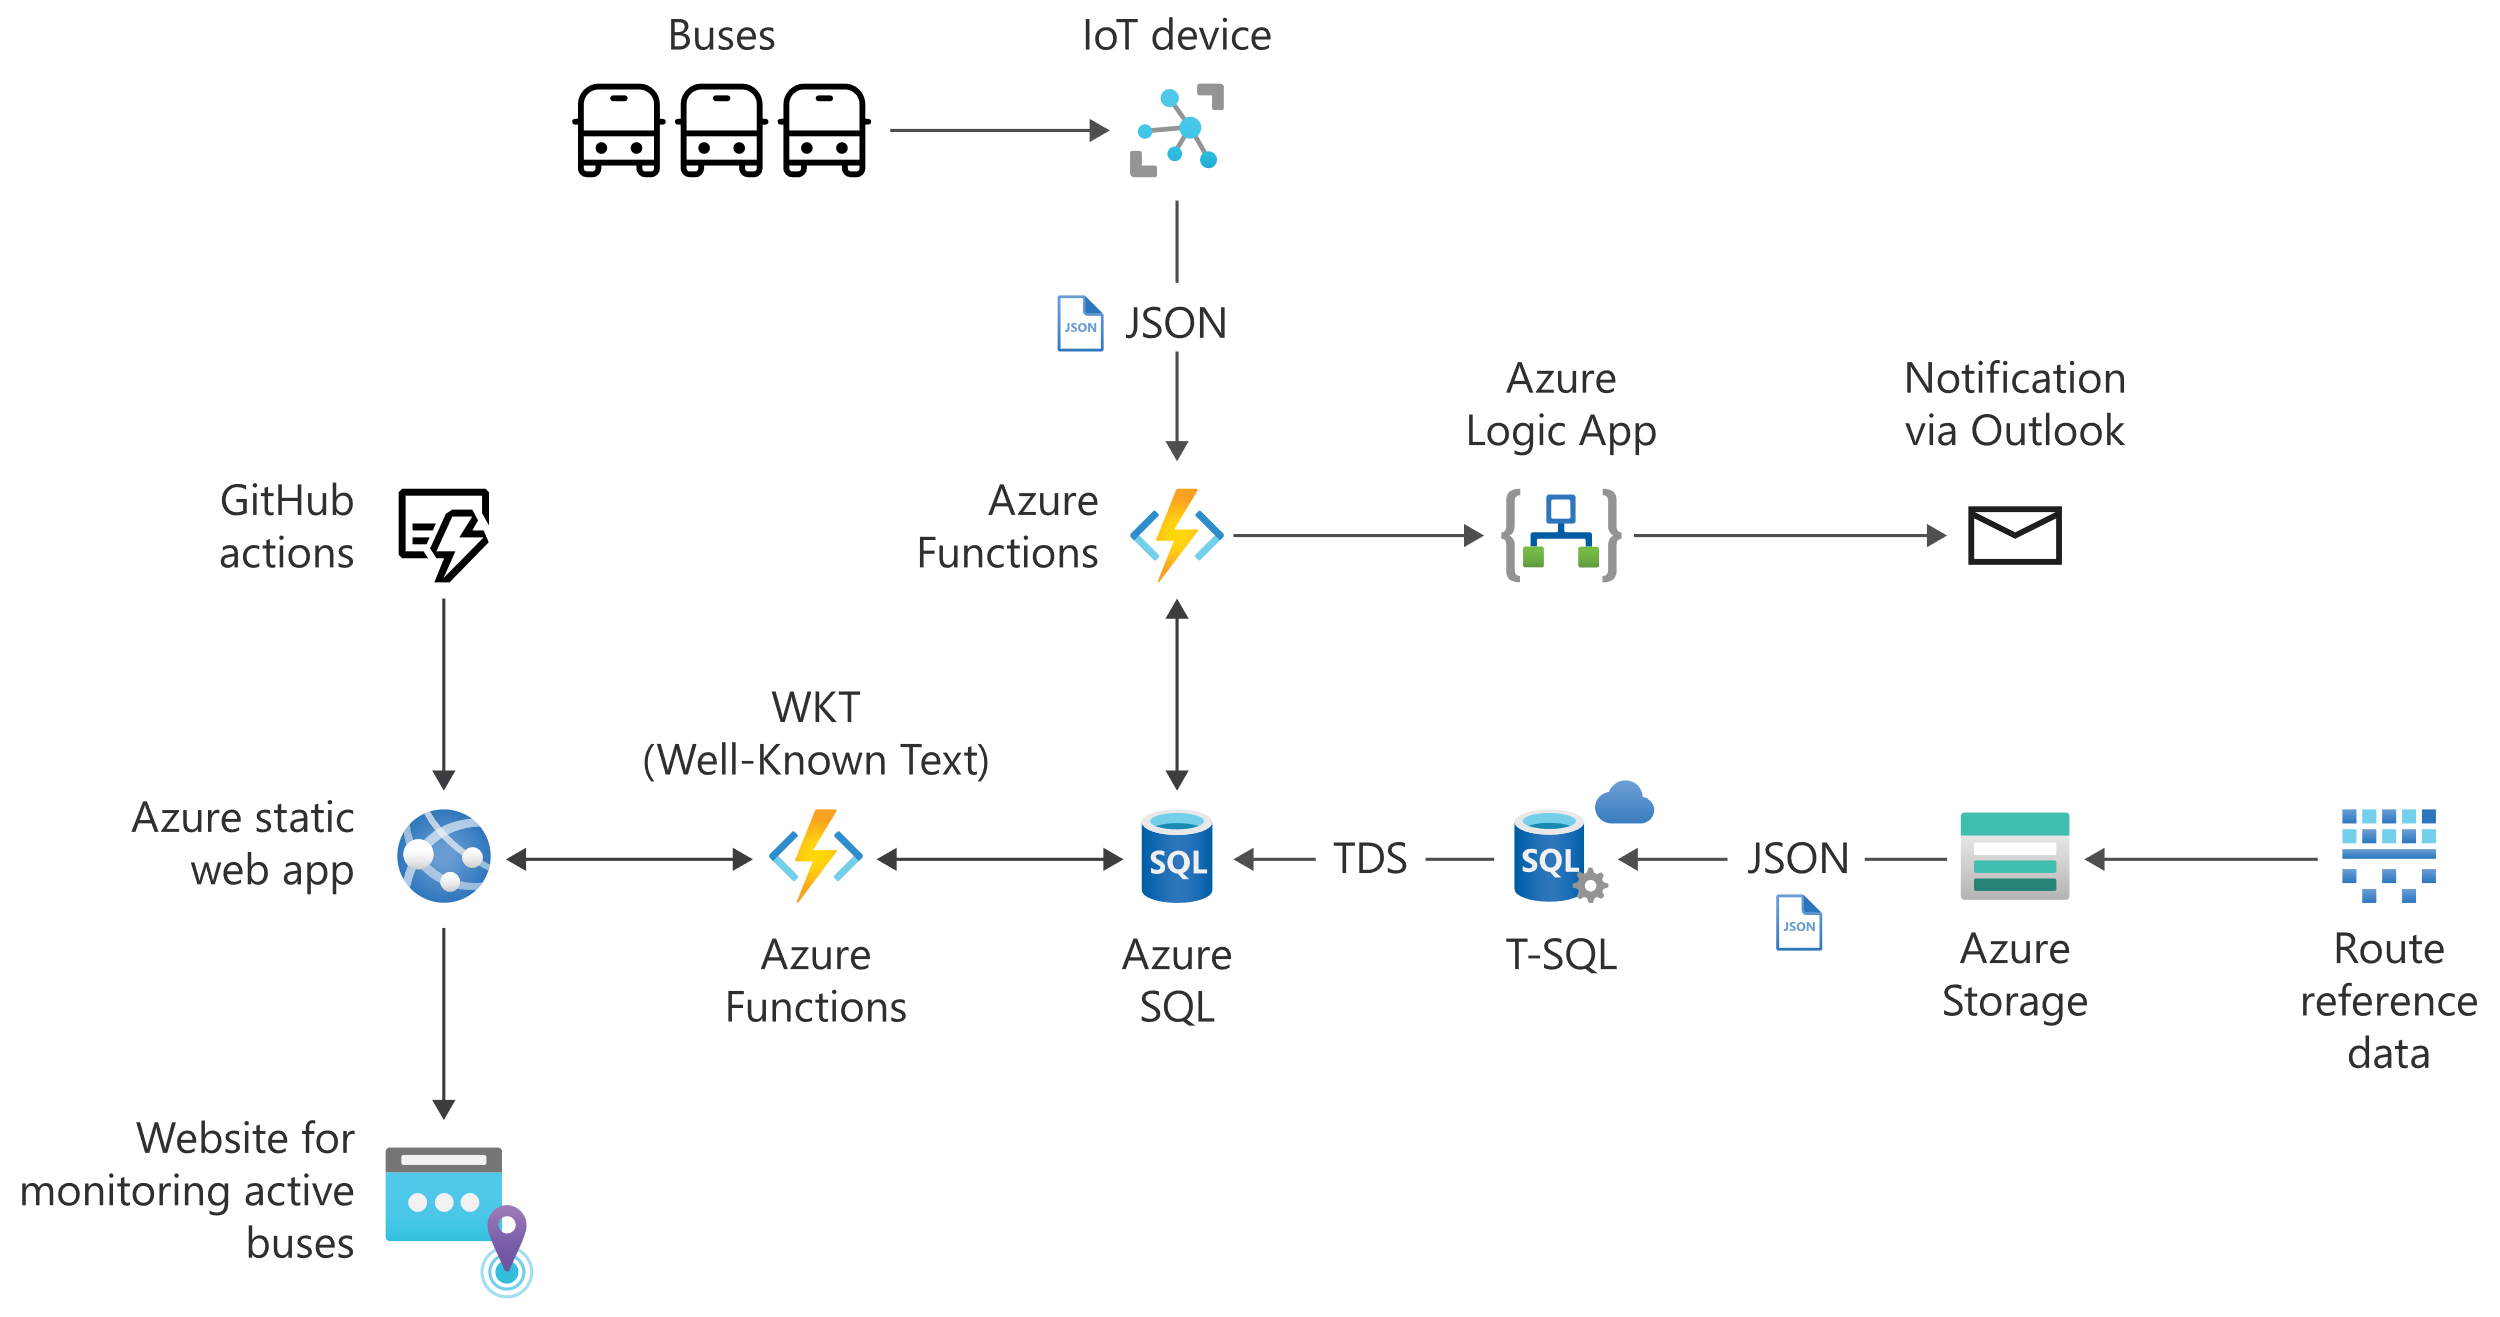 Buses
IoT device
JSON
JSON
Azure
Logic App
Notification
via Outlook
GitHub
actions
Azure
Functions
WKT
(Well-Known Text)
Azure static
web app
SQL
TDS
SQL
JSON
JSON
Azure
Functions
Azure
SQL
T-SQL
Azure
Storage
Route
reference
data
Website for
monitoring active
buses